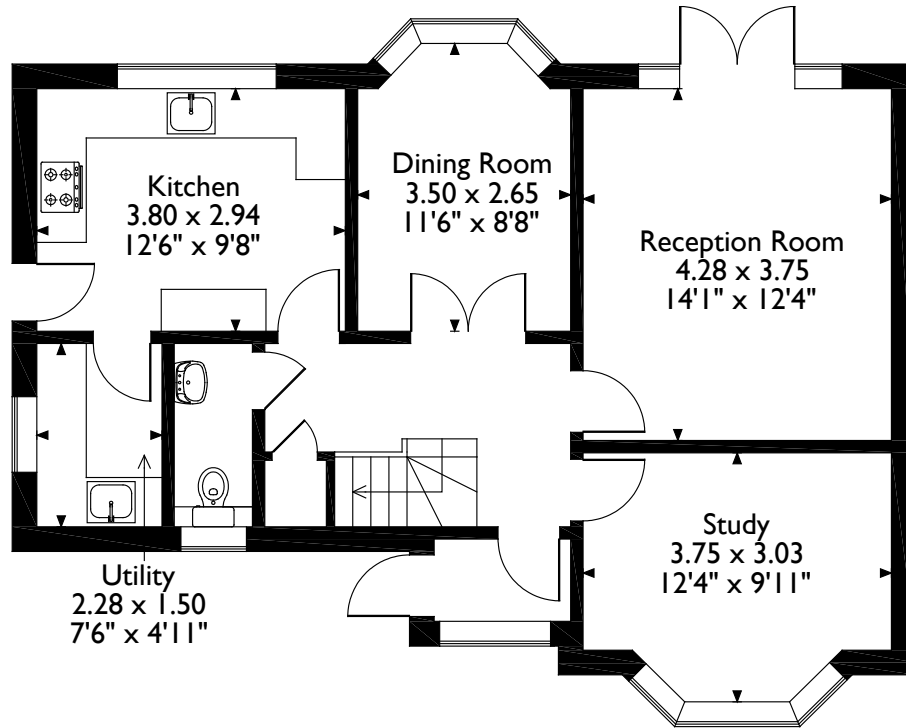 Kitchen
3.80 x 2.94
12'6" x 9'8"
Dining Room
3.50 x 2.65
11'6" x 8'8"
Reception Room
4.28 x 3.75
14'1" x 12'4"
Utility
2.28 x 1.50
7'6" x 4'11"
Study
3.75 x 3.03
12'4" x 9'11"